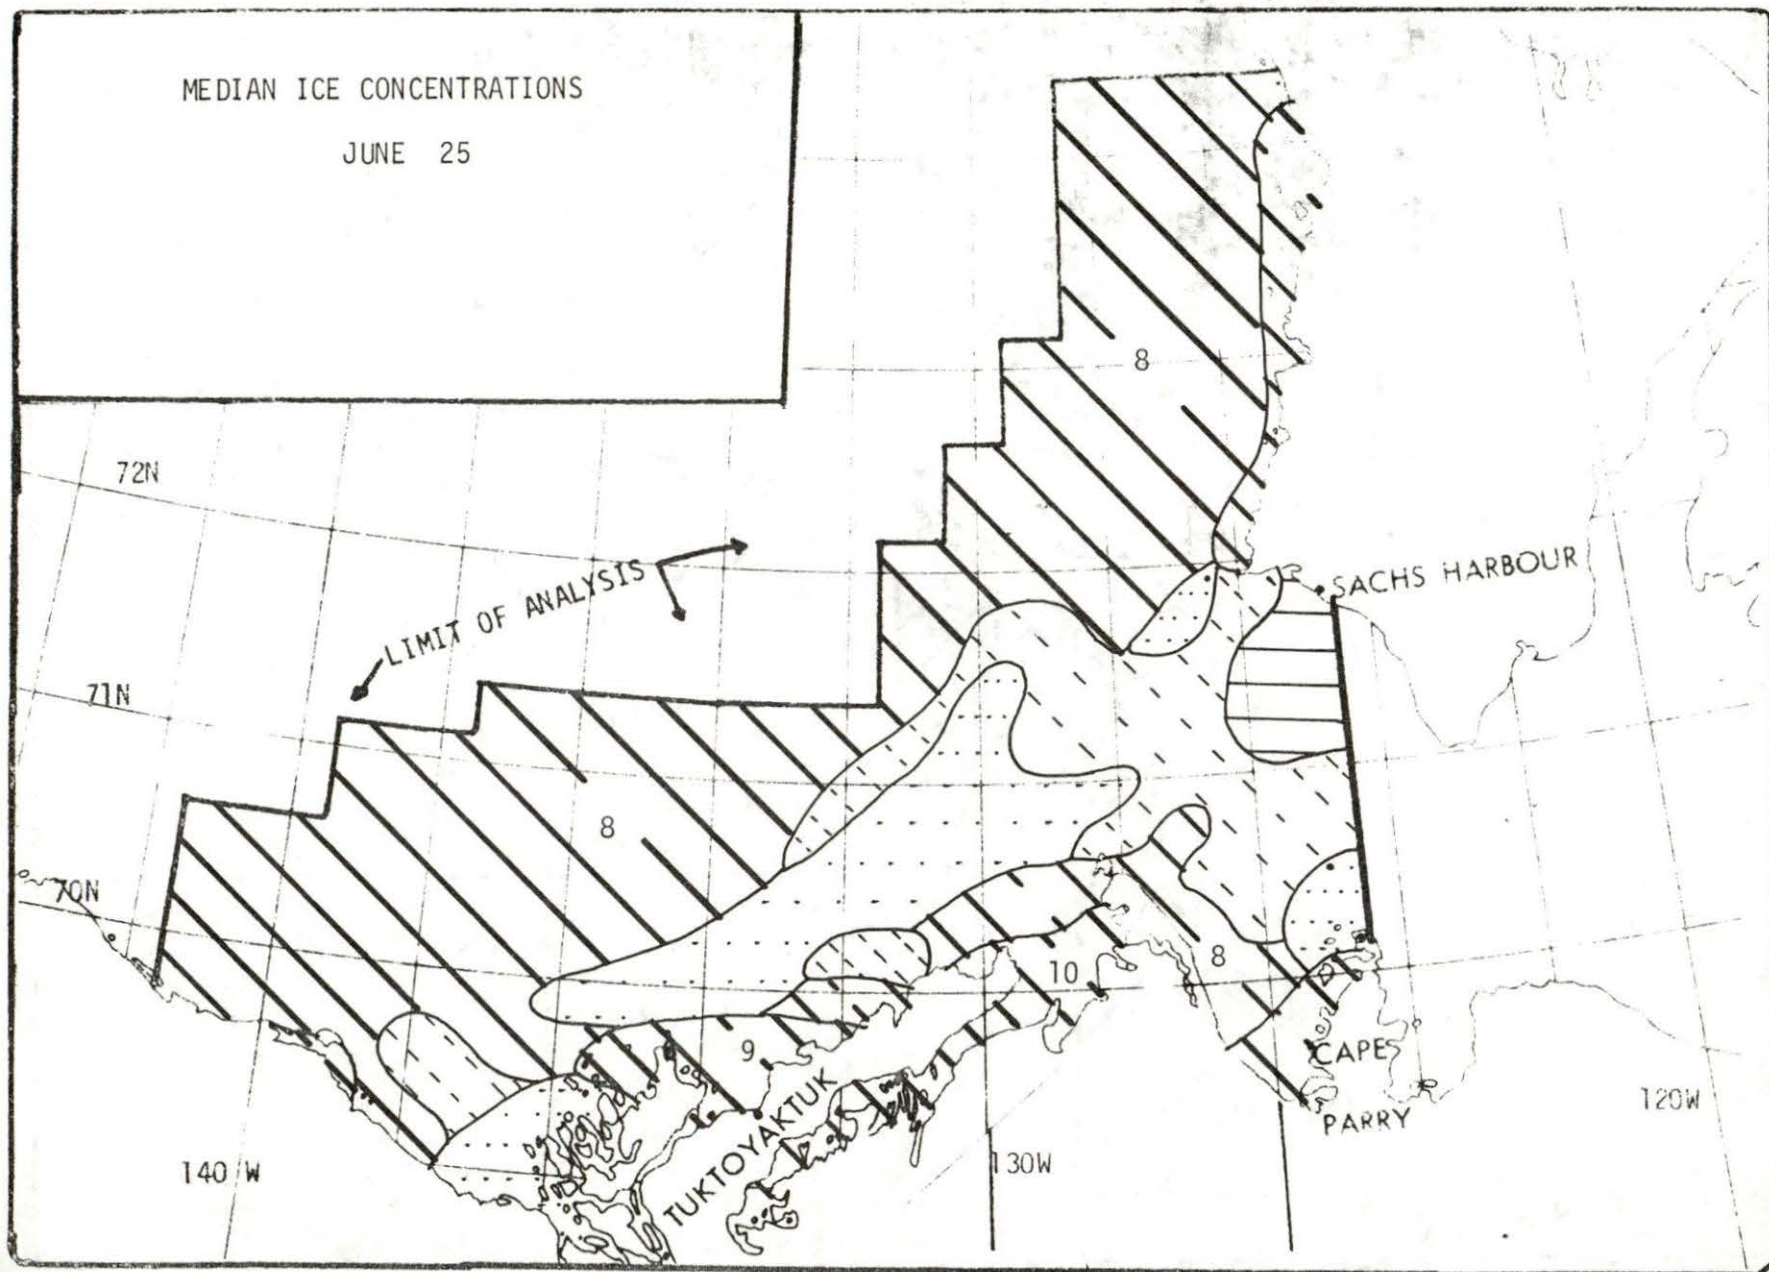 MEDIAN ICE CONCENTRATIONS
JUNE 25
8
72N
SACHS HARBOUR
LIMIT OF ANALYSIS
71N
8
70N
8
10
9
CAPE
PARRY
120W
TUKTOYAKTUK
130W
140 W